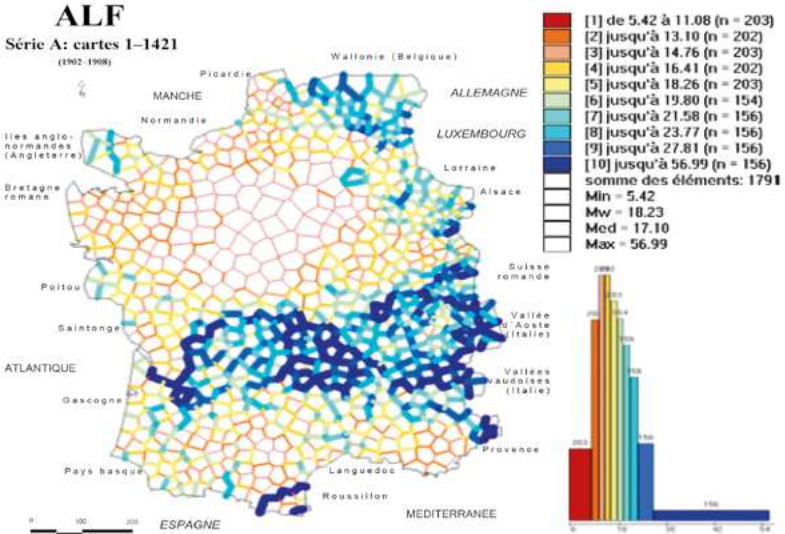 ALF
Série A: cartes 1–1421
(1902–1908)
Wallonie (Belgique)
Picardie
MANCHE
ALLEMAGNE
Normandie
LUXEMBOURG
Iles anglo-
normandes
(Angleterre)
Lorraine
Bretagne
romane
Alsace
Suisse
romande
Poitou
Vallée
d'Aoste
(Italie)
Saintonge
ATLANTIQUE
Vallées
vaudoises
(Italie)
Gascogne
Provence
Pays basque
Languedoc
Roussillon
MEDITERRANEE
ESPAGNE
0 100 200
[1] de 5.42 à 11.08 (n = 203)
[2] jusqu'à 13.10 (n = 202)
[3] jusqu'à 14.76 (n = 203)
[4] jusqu'à 16.41 (n = 202)
[5] jusqu'à 18.26 (n = 203)
[6] jusqu'à 19.80 (n = 154)
[7] jusqu'à 21.58 (n = 156)
[8] jusqu'à 23.77 (n = 156)
[9] jusqu'à 27.81 (n = 156)
[10] jusqu'à 56.99 (n = 156)
somme des éléments: 1791
Min = 5.42
Mw = 18.23
Med = 17.10
Max = 56.99
203
156
156